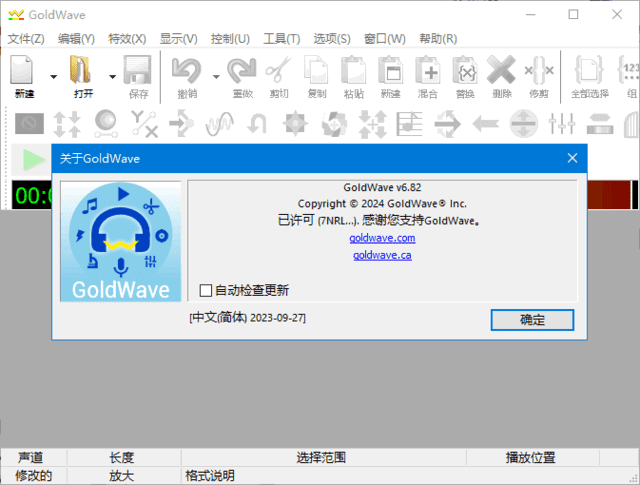 GoldWave
文件(Z) 编辑(Y) 特效(X) 显示(V) 控制(U) 工具(T) 选项(S) 窗口(W) 帮助(R)
新建 打开 保存 撤销 重做 剪切 复制 粘贴 新建 混合 替换 删除 修剪 全部选择 组
关于GoldWave
GoldWave v6.82
Copyright © 2024 GoldWave® Inc.
已许可 (7NRL...). 感谢您支持GoldWave。
goldwave.com
goldwave.ca
GoldWave
自动检查更新
[中文(简体) 2023-09-27]
确定
声道 长度 选择范围 播放位置
修改的 放大 格式说明